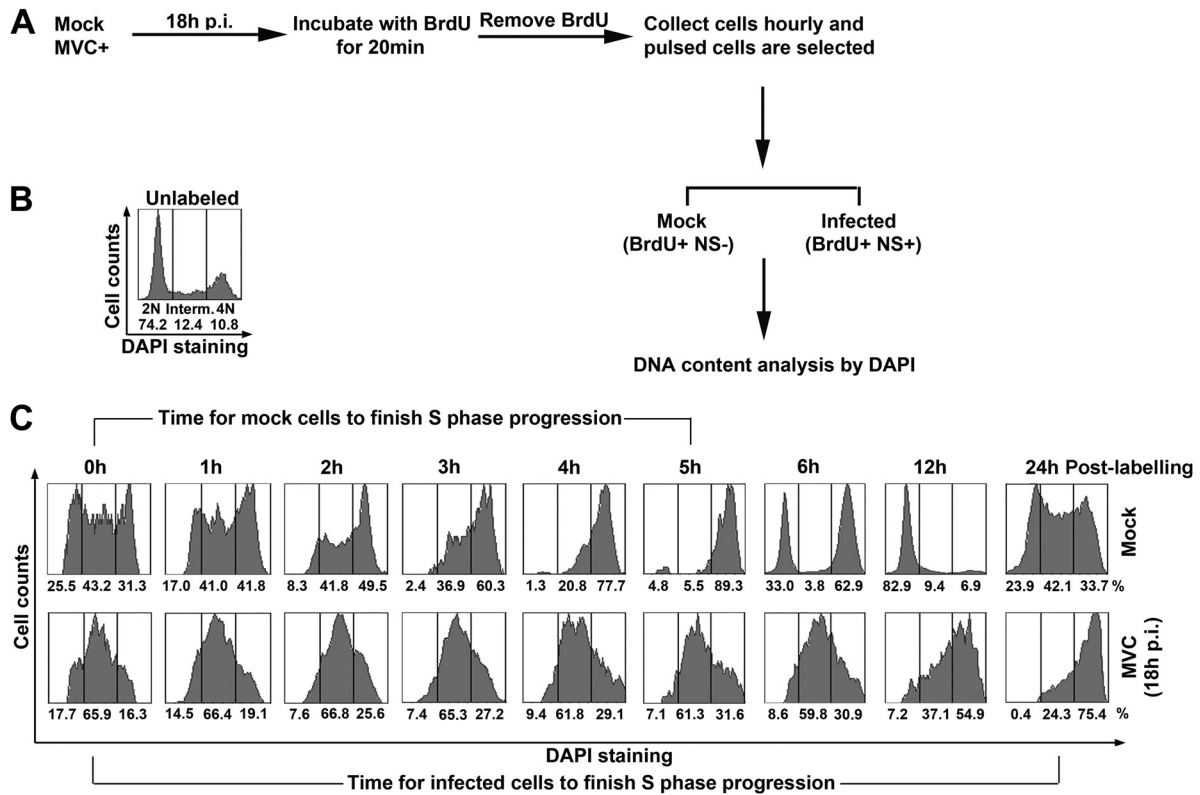 A
Mock
MVC+
18h p.i.
Incubate with BrdU
for 20min
Remove BrdU
Collect cells hourly and
pulsed cells are selected
Mock
(BrdU+ NS-)
Infected
(BrdU+ NS+)
DNA content analysis by DAPI
B
Unlabeled
Cell counts
2N Interm. 4N
74.2 12.4 10.8
DAPI staining
C
Time for mock cells to finish S phase progression
0h 1h 2h 3h 4h 5h 6h 12h 24h Post-labelling
Cell counts
Mock
25.5 43.2 31.3 17.0 41.0 41.8 8.3 41.8 49.5 2.4 36.9 60.3 1.3 20.8 77.7 4.8 5.5 89.3 33.0 3.8 62.9 82.9 9.4 6.9 23.9 42.1 33.7 %
MVC
(18h p.i.)
17.7 65.9 16.3 14.5 66.4 19.1 7.6 66.8 25.6 7.4 65.3 27.2 9.4 61.8 29.1 7.1 61.3 31.6 8.6 59.8 30.9 7.2 37.1 54.9 0.4 24.3 75.4 %
DAPI staining
Time for infected cells to finish S phase progression